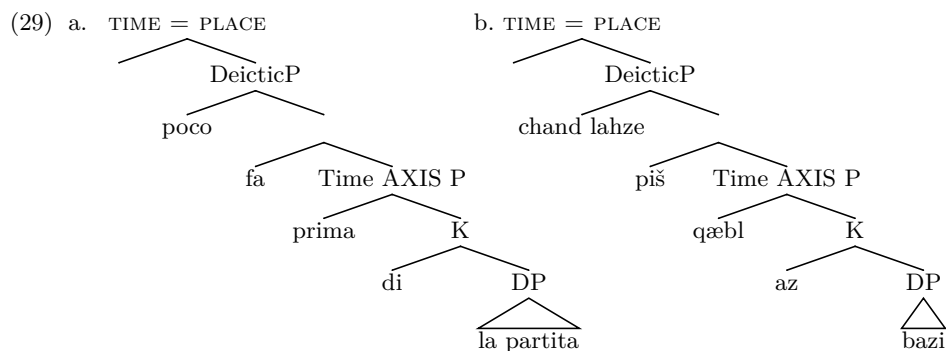 (29) a. TIME = PLACE b. TIME = PLACE
DeicticP DeicticP
poco chand lahze
fa Time AXIS P piš Time AXIS P
prima K qæbl K
di DP az DP
la partita bazi